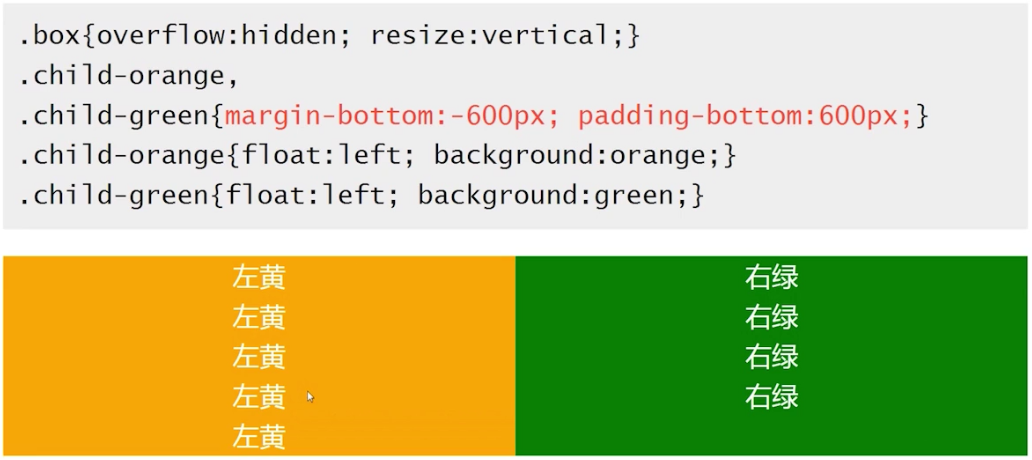 .box{overflow:hidden; resize:vertical;}
.child-orange,
.child-green{margin-bottom:-600px; padding-bottom:600px;}
.child-orange{float:left; background:orange;}
.child-green{float:left; background:green;}
左黄 右绿
左黄 右绿
左黄 右绿
左黄 右绿
左黄